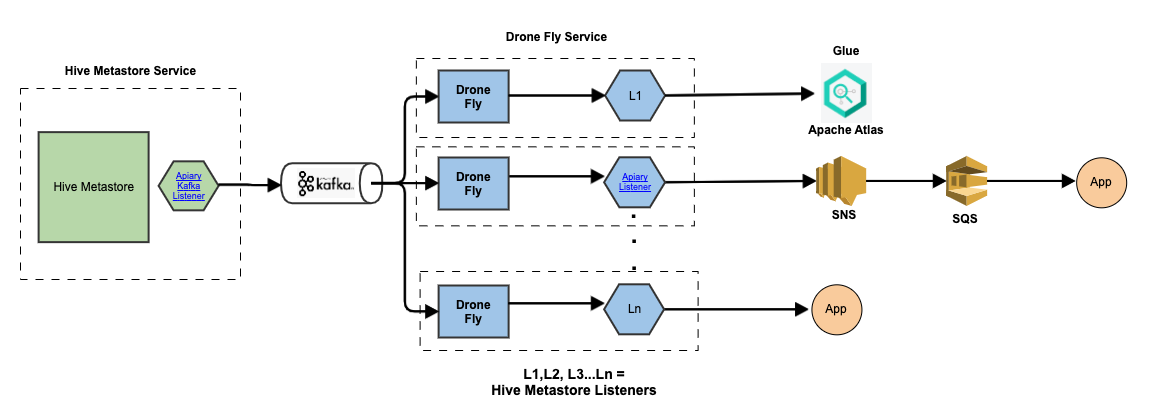 Hive Metastore Service
Hive Metastore
Apiary
Kafka
Listener
kafka
Drone Fly Service
Drone
Fly
L1
Glue
Apache Atlas
Drone
Fly
Apiary
Listener
SNS
SQS
App
Drone
Fly
Ln
App
L1,L2, L3...Ln =
Hive Metastore Listeners